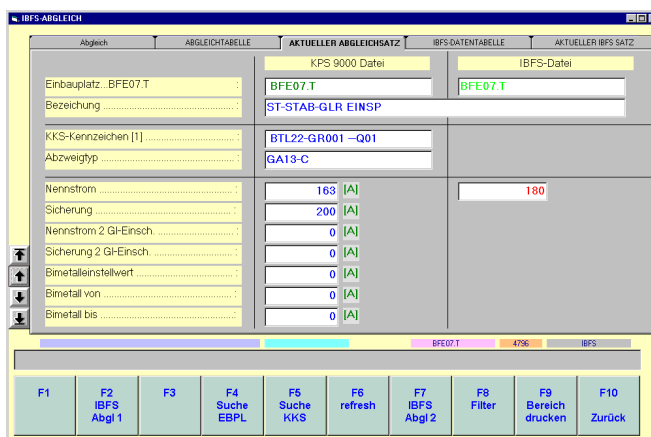 IBFS-ABGLEICH
Abgleich ABGLEICHTABELLE AKTUELLER ABGLEICHSATZ IBFS-DATENTABELLE AKTUELLER IBFS SATZ
KPS 9000 Datei IBFS-Datei
Einbauplatz...BFE07.T : BFE07.T BFE07.T
Bezeichung ............................................ : ST-STAB-GLR EINSP
KKS-Kennzeichen [1] ............................. : BTL22-GR001 –Q01
Abzweigtyp ............................................ : GA13-C
Nennstrom ............................................. : 163 [A] 180
Sicherung .............................................. : 200 [A]
Nennstrom 2 Gl-Einsch. .......................... : 0 [A]
Sicherung 2 Gl-Einsch. ........................... : 0 [A]
Bimetalleinstellwert ................................ : 0 [A]
Bimetall von ........................................... : 0 [A]
Bimetall bis ............................................ : 0 [A]
BFE07.T 4796 IBFS
F1 F2 F3 F4 F5 F6 F7 F8 F9 F10
IBFS Suche Suche refresh IBFS Filter Bereich
Abgl 1 EBPL KKS Abgl 2 drucken Zurück